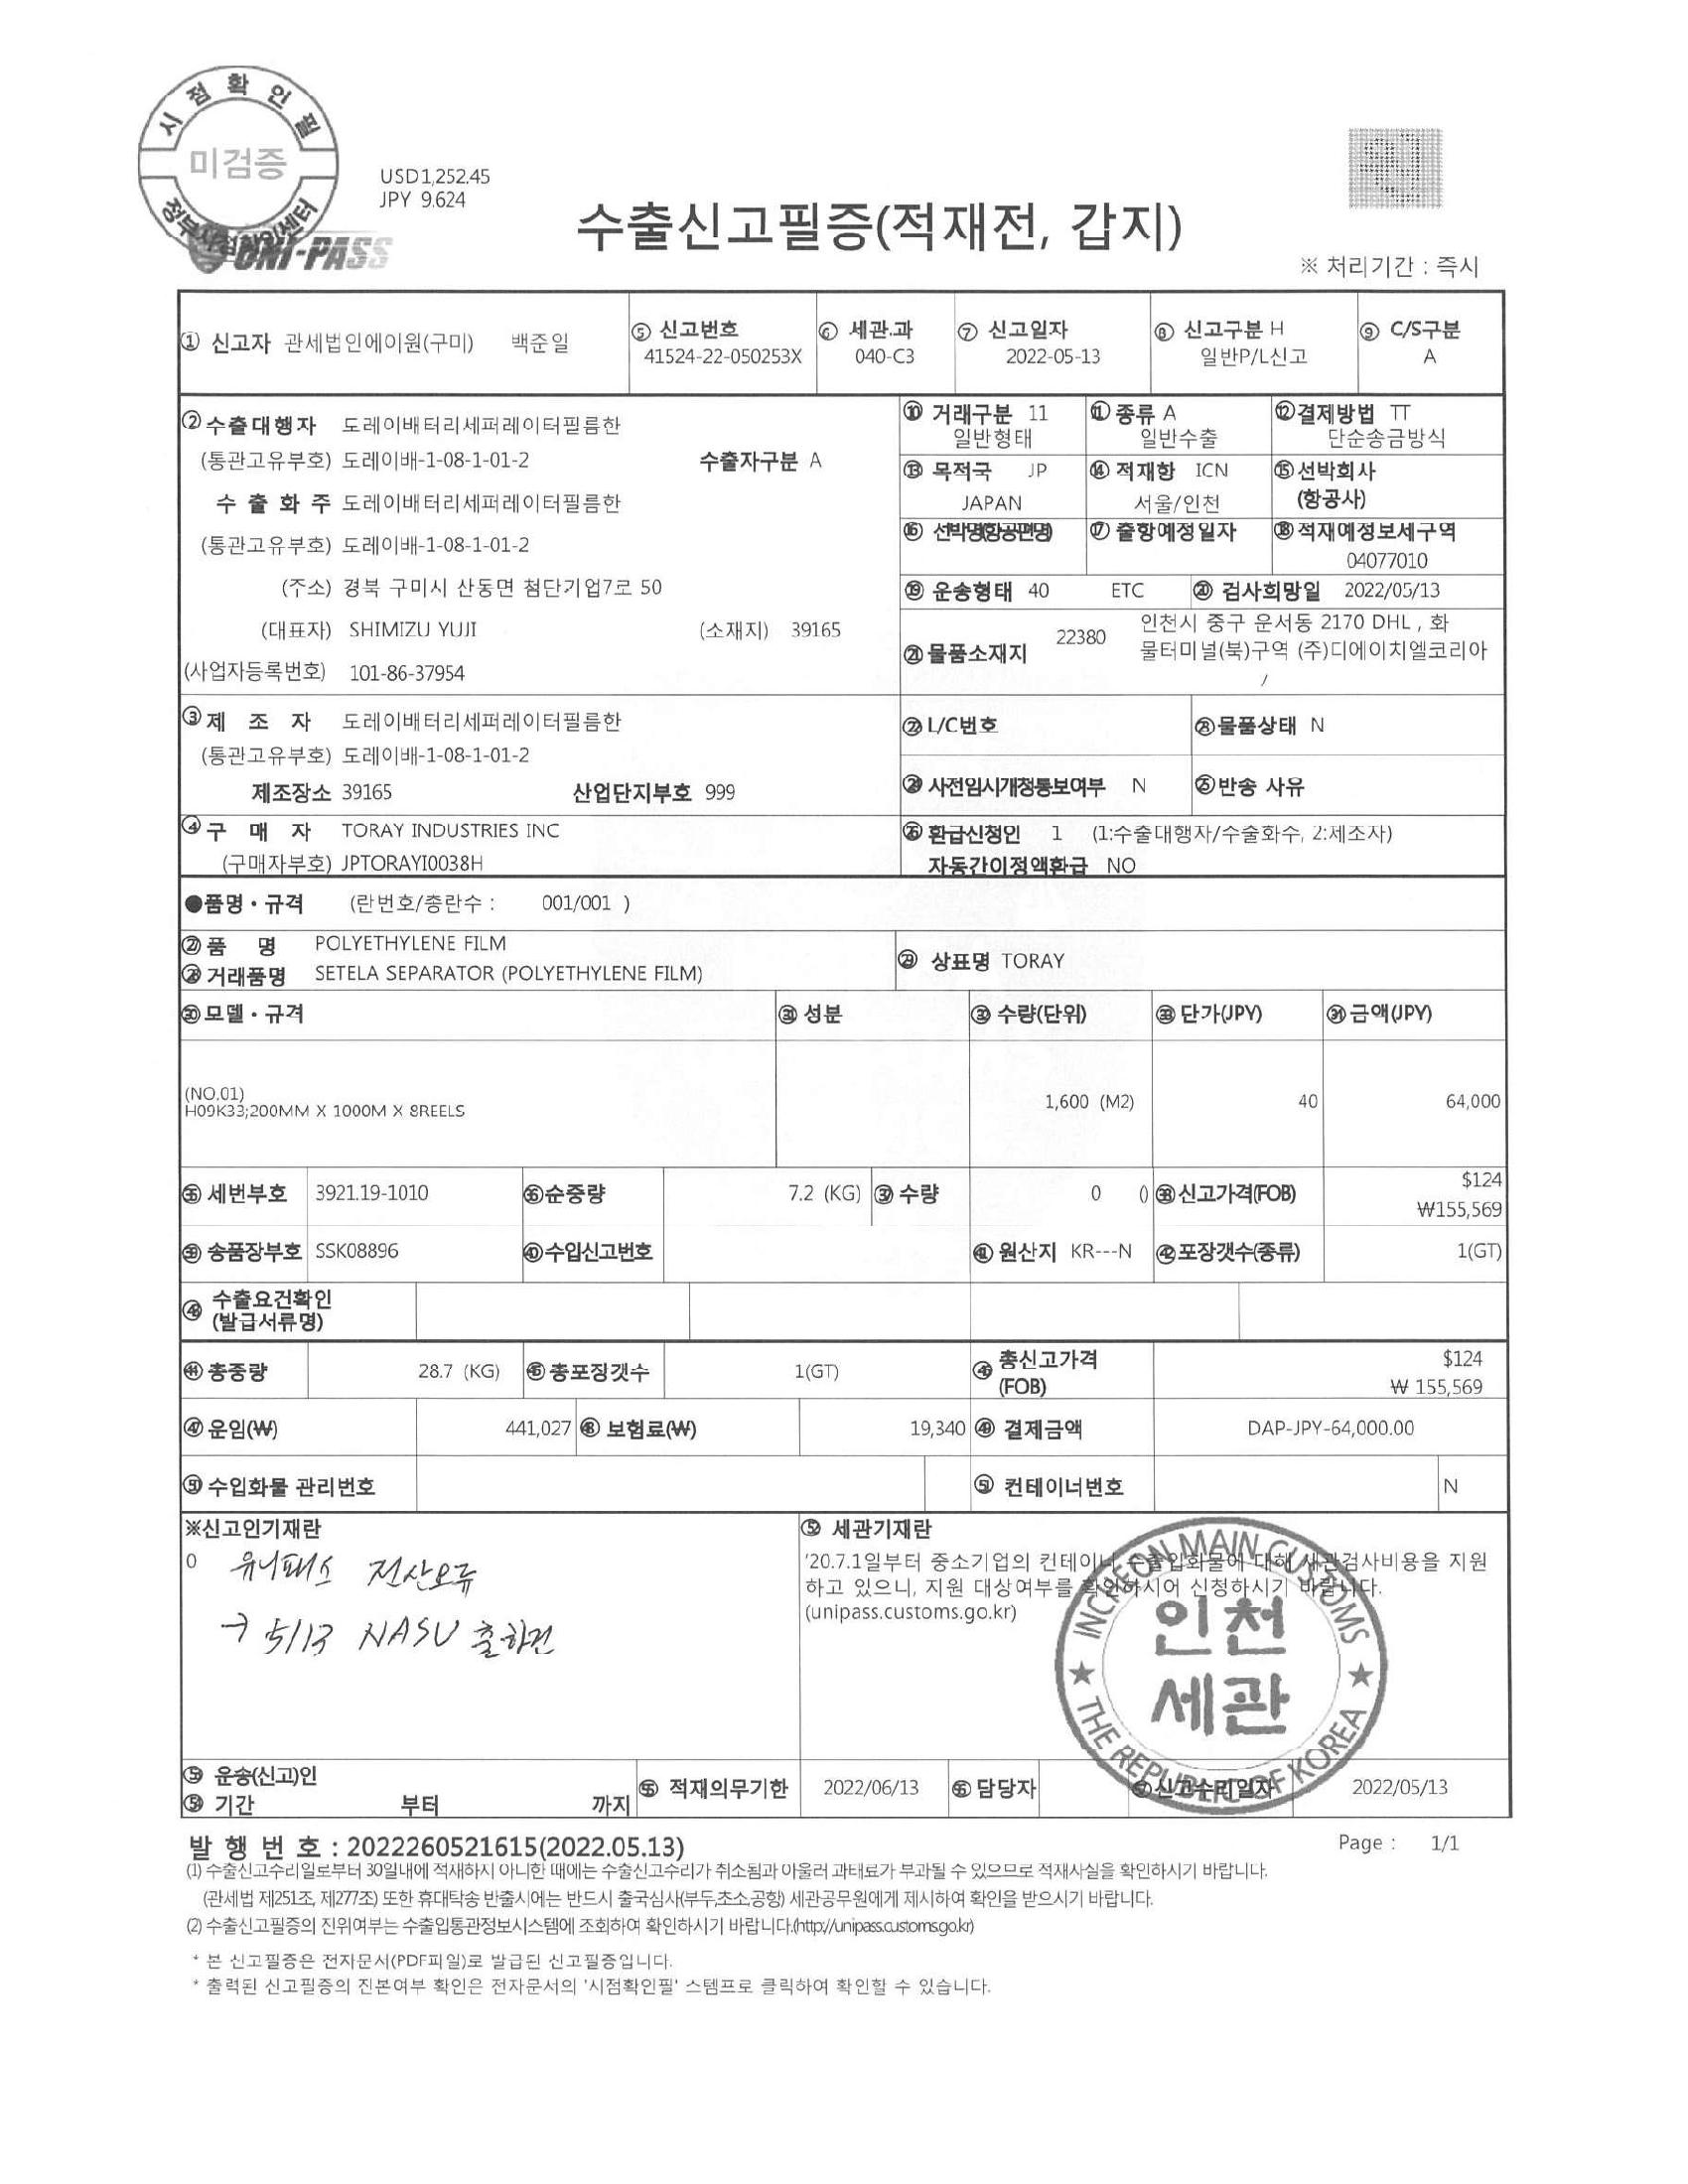 시점확인필
미검증
정부
센터
UNI-PASS
USD1,252.45
JPY 9.624
수출신고필증(적재전, 갑지)
※ 처리기간 : 즉시
① 신고자 관세법인에이원(구미) 백준일
⑤ 신고번호
41524-22-050253X
⑥ 세관.과
040-C3
⑦ 신고일자
2022-05-13
⑧ 신고구분 H
일반P/L신고
⑨ C/S구분
A
② 수출대행자 도레이배터리세퍼레이터필름한
(통관고유부호) 도레이배-1-08-1-01-2 수출자구분 A
수 출 화 주 도레이배터리세퍼레이터필름한
(통관고유부호) 도레이배-1-08-1-01-2
(주소) 경북 구미시 산동면 첨단기업7로 50
(대표자) SHIMIZU YUJI (소재지) 39165
(사업자등록번호) 101-86-37954
⑩ 거래구분 11
일반형태
⑪ 종류 A
일반수출
⑫ 결제방법 TT
단순송금방식
⑬ 목적국 JP
JAPAN
⑭ 적재항 ICN
서울/인천
⑮ 선박회사
(항공사)
⑯ 선박명(항공편명)
⑰ 출항예정일자
⑱ 적재예정보세구역
04077010
⑲ 운송형태 40 ETC
⑳ 검사희망일 2022/05/13
㉑ 물품소재지 22380
인천시 중구 운서동 2170 DHL , 화
물터미널(북)구역 (주)디에이치엘코리아
/
③ 제 조 자 도레이배터리세퍼레이터필름한
(통관고유부호) 도레이배-1-08-1-01-2
제조장소 39165 산업단지부호 999
㉒ L/C번호
㉓ 물품상태 N
㉔ 사전임시개청통보여부 N
㉕ 반송 사유
④ 구 매 자 TORAY INDUSTRIES INC
(구매자부호) JPTORAYI0038H
㉖ 환급신청인 1 (1:수출대행자/수출화주, 2:제조자)
자동간이정액환급 NO
●품명・규격 (란번호/총란수 : 001/001 )
㉗ 품 명 POLYETHYLENE FILM
㉘ 거래품명 SETELA SEPARATOR (POLYETHYLENE FILM)
㉙ 상표명 TORAY
㉚ 모델・규격 ㉛ 성분 ㉜ 수량(단위) ㉝ 단가(JPY) ㉞ 금액(JPY)
(NO.01)
H09K33;200MM X 1000M X 8REELS
1,600 (M2) 40 64,000
㉟ 세번부호 3921.19-1010 ㊱ 순중량 7.2 (KG) ㊲ 수량 0 () ㊳ 신고가격(FOB)
$124
₩155,569
㊴ 송품장부호 SSK08896 ㊵ 수입신고번호 ㊶ 원산지 KR---N ㊷ 포장갯수(종류) 1(GT)
㊸ 수출요건확인
(발급서류명)
㊹ 총중량 28.7 (KG) ㊺ 총포장갯수 1(GT) ㊻ 총신고가격
(FOB)
$124
₩ 155,569
㊼ 운임(₩) 441,027 ㊽ 보험료(₩) 19,340 ㊾ 결제금액 DAP-JPY-64,000.00
㊿ 수입화물 관리번호
51 컨테이너번호 N
※신고인기재란
0 유니패스 전산오류
→ 5/13 NASU 출하건
52 세관기재란
'20.7.1일부터 중소기업의 컨테이너 수출입화물에 대해 세관검사비용을 지원
하고 있으니, 지원 대상여부를 확인하시어 신청하시기 바랍니다.
(unipass.customs.go.kr)
INCHEON MAIN CUSTOMS
인천
세관
THE REPUBLIC OF KOREA
운송(신고)인
기간 부터 까지
적재의무기한 2022/06/13
담당자
신고수리일자 2022/05/13
발 행 번 호 : 2022260521615(2022.05.13)
Page : 1/1
(1) 수출신고수리일로부터 30일내에 적재하지 아니한 때에는 수출신고수리가 취소됨과 아울러 과태료가 부과될 수 있으므로 적재사실을 확인하시기 바랍니다.
(관세법 제251조, 제277조) 또한 휴대탁송 반출시에는 반드시 출국심사(부두,초소,공항) 세관공무원에게 제시하여 확인을 받으시기 바랍니다.
(2) 수출신고필증의 진위여부는 수출입통관정보시스템에 조회하여 확인하시기 바랍니다.(http://unipass.customs.go.kr)
* 본 신고필증은 전자문서(PDF파일)로 발급된 신고필증입니다.
* 출력된 신고필증의 진본여부 확인은 전자문서의 '시점확인필' 스템프로 클릭하여 확인할 수 있습니다.